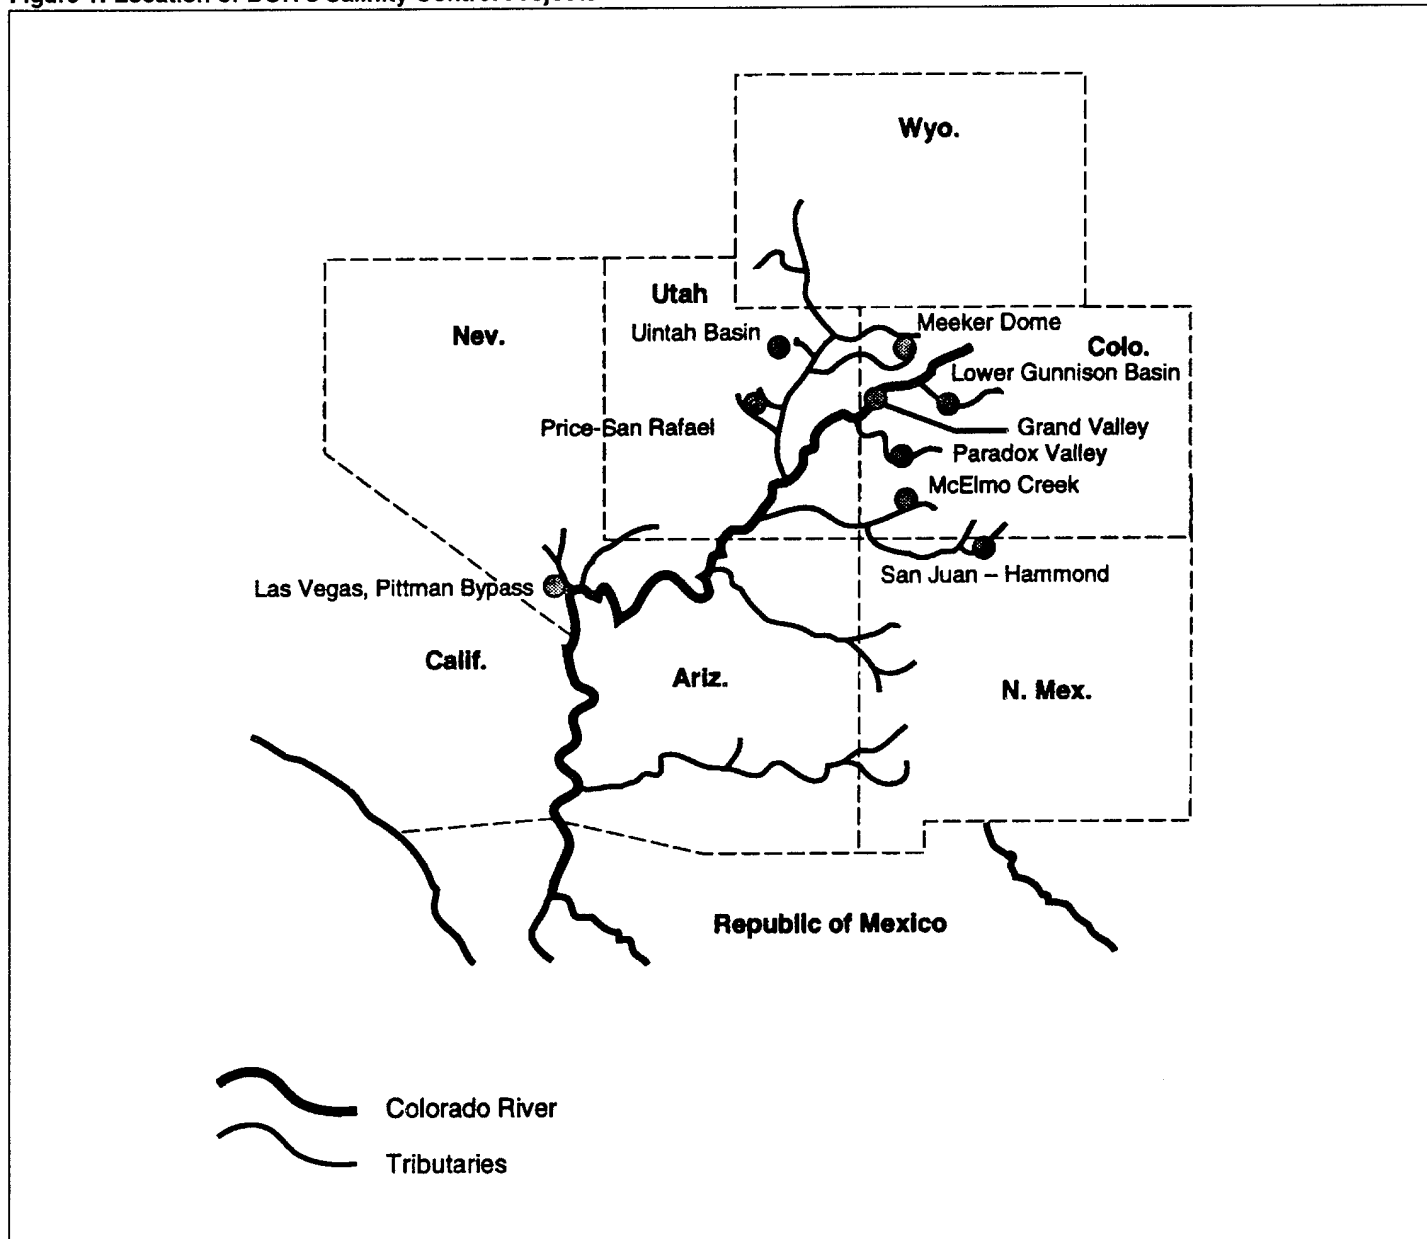 Wyo.
Utah
Meeker Dome
Nev.
Uintah Basin
Colo.
Lower Gunnison Basin
Price-San Rafael
Grand Valley
Paradox Valley
McElmo Creek
San Juan – Hammond
Las Vegas, Pittman Bypass
Calif.
Ariz.
N. Mex.
Republic of Mexico
Colorado River
Tributaries